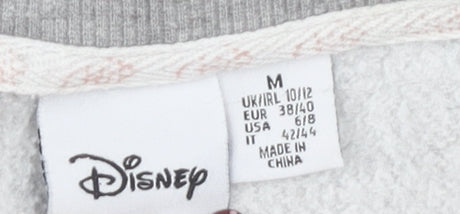 M
UK/IRL 10/12
EUR 38/40
USA 6/8
IT 42/44
MADE IN
CHINA
Disney